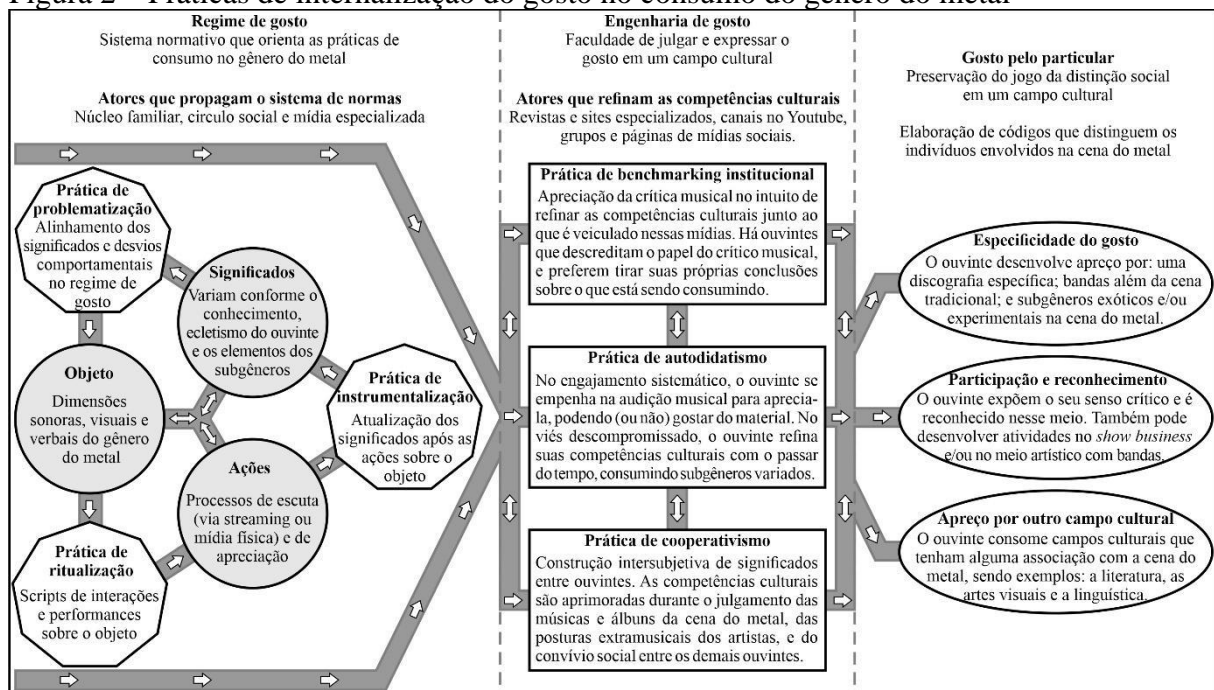 Figura 2 – Práticas de internalização do gosto no consumo do gênero do metal
Regime de gosto
Sistema normativo que orienta as práticas de
consumo no gênero do metal
Atores que propagam o sistema de normas
Núcleo familiar, circulo social e mídia especializada
Prática de
problematização
Alinhamento dos
significados e desvios
comportamentais
no regime de
gosto
Significados
Variam conforme o
conhecimento,
ecletismo do ouvinte
e os elementos dos
subgêneros
Objeto
Dimensões
sonoras, visuais e
verbais do gênero
do metal
Prática de
instrumentalização
Atualização dos
significados após as
ações sobre o
objeto
Ações
Processos de escuta
(via streaming ou
mídia física) e de
apreciação
Prática de
ritualização
Scripts de interações
e performances
sobre o objeto
Engenharia de gosto
Faculdade de julgar e expressar o
gosto em um campo cultural
Atores que refinam as competências culturais
Revistas e sites especializados, canais no Youtube,
grupos e páginas de mídias sociais.
Prática de benchmarking institucional
Apreciação da crítica musical no intuito de
refinar as competências culturais junto ao
que é veiculado nessas mídias. Há ouvintes
que descreditam o papel do crítico musical,
e preferem tirar suas próprias conclusões
sobre o que está sendo consumindo.
Prática de autodidatismo
No engajamento sistemático, o ouvinte se
empenha na audição musical para aprecia-
la, podendo (ou não) gostar do material. No
viés descompromissado, o ouvinte refina
suas competências culturais com o passar
do tempo, consumindo subgêneros variados.
Prática de cooperativismo
Construção intersubjetiva de significados
entre ouvintes. As competências culturais
são aprimoradas durante o julgamento das
músicas e álbuns da cena do metal, das
posturas extramusicais dos artistas, e do
convívio social entre os demais ouvintes.
Gosto pelo particular
Preservação do jogo da distinção social
em um campo cultural
Elaboração de códigos que distinguem os
indivíduos envolvidos na cena do metal
Especificidade do gosto
O ouvinte desenvolve apreço por: uma
discografia específica; bandas além da cena
tradicional; e subgêneros exóticos e/ou
experimentais na cena do metal.
Participação e reconhecimento
O ouvinte expõem o seu senso crítico e é
reconhecido nesse meio. Também pode
desenvolver atividades no show business
e/ou no meio artístico com bandas.
Apreço por outro campo cultural
O ouvinte consome campos culturais que
tenham alguma associação com a cena do
metal, sendo exemplos: a literatura, as
artes visuais e a linguística.